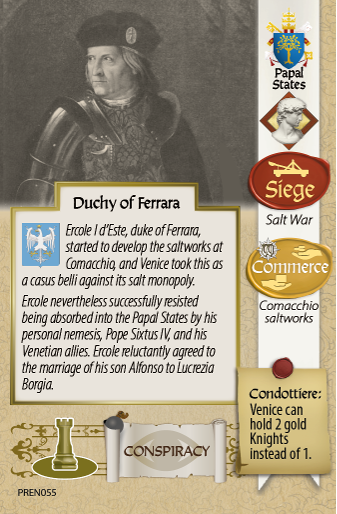 Papal
States
Siege
Salt War
Commerce
Comacchio
saltworks
Duchy of Ferrara
Ercole I d'Este, duke of Ferrara,
started to develop the saltworks at
Comacchio, and Venice took this as
a casus belli against its salt monopoly.
Ercole nevertheless successfully resisted
being absorbed into the Papal States by his
personal nemesis, Pope Sixtus IV, and his
Venetian allies. Ercole reluctantly agreed to
the marriage of his son Alfonso to Lucrezia
Borgia.
Condottiere:
Venice can
hold 2 gold
Knights
instead of 1.
CONSPIRACY
PREN055